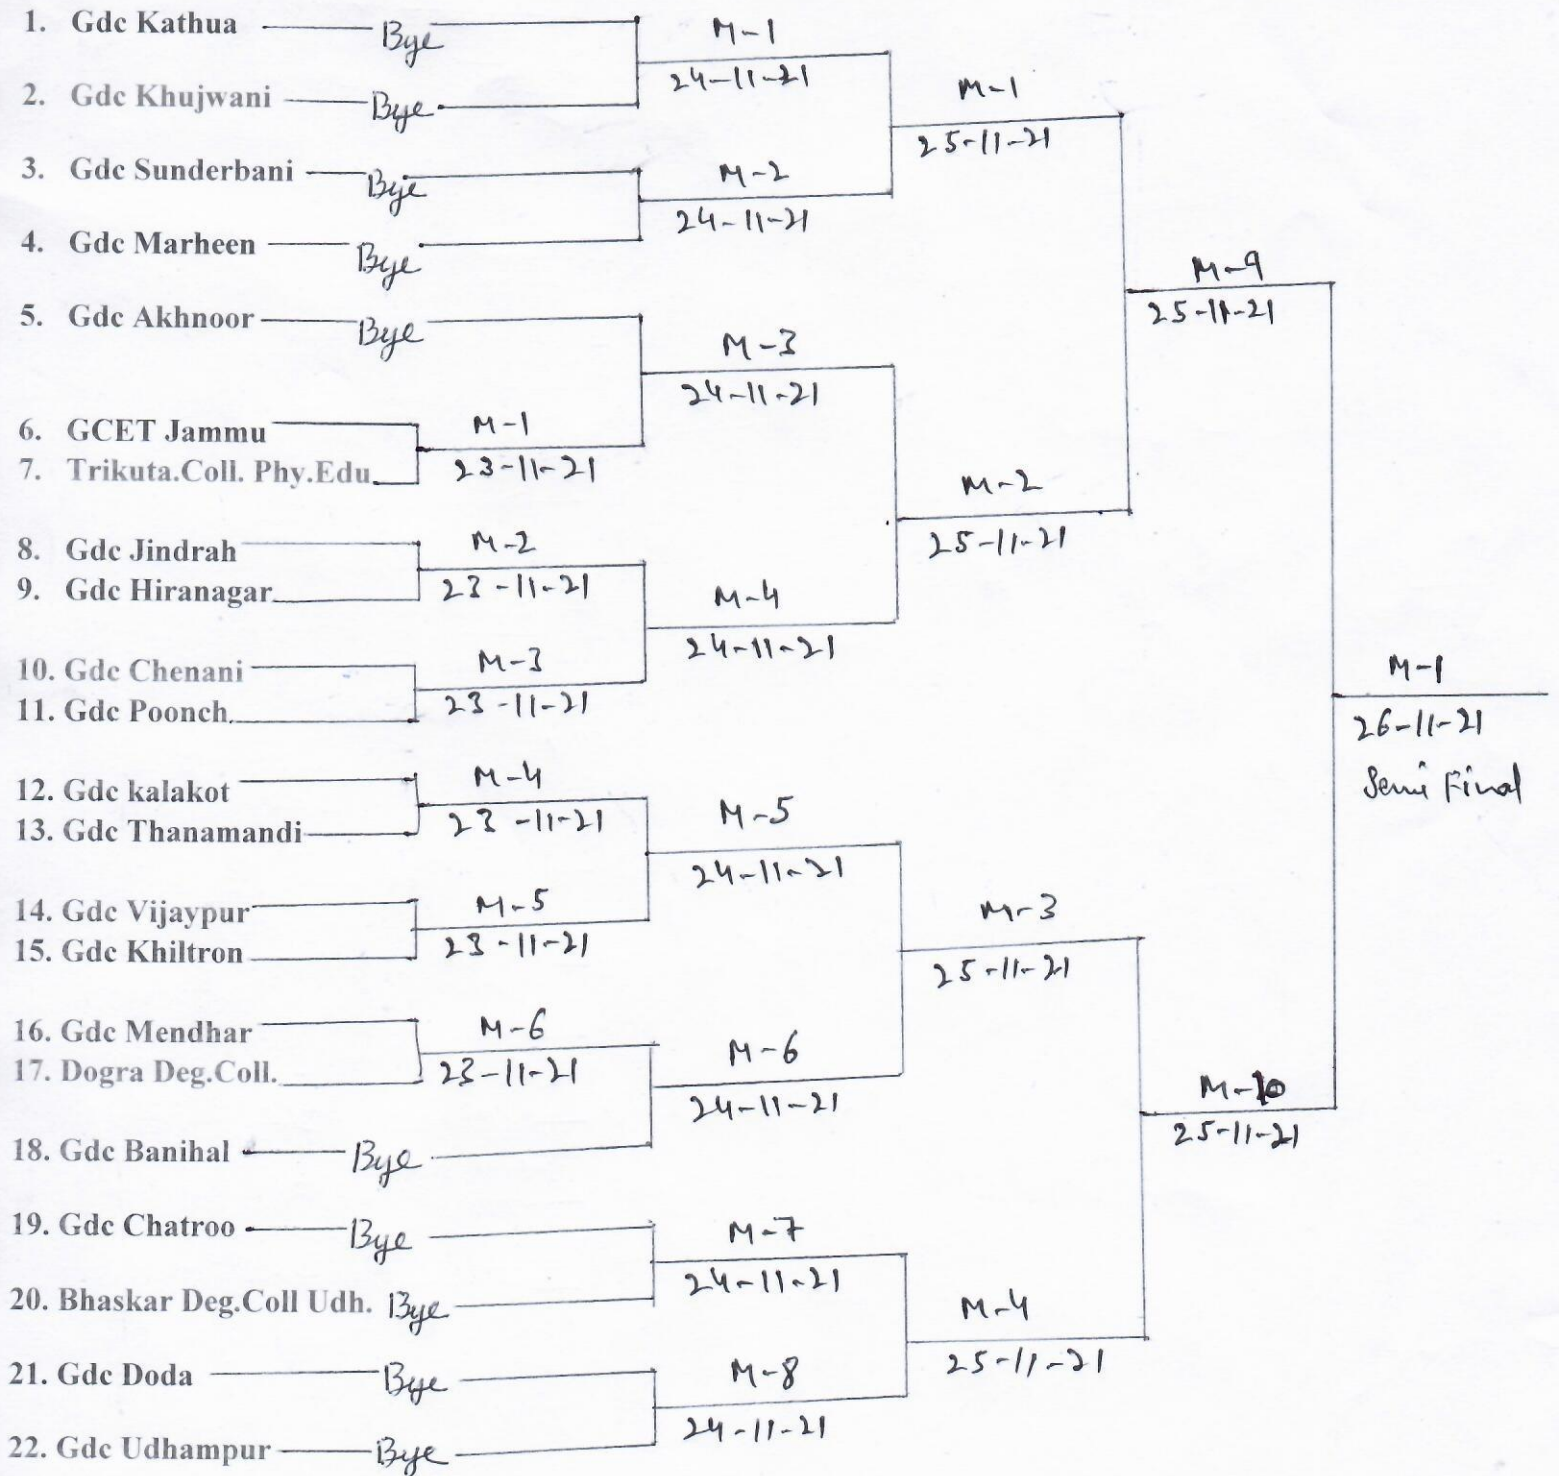 1. Gdc Kathua Bye
M-1
24-11-21
M-1
25-11-21
2. Gdc Khujwani Bye
3. Gdc Sunderbani Bye
M-2
24-11-21
4. Gdc Marheen Bye
M-9
25-11-21
5. Gdc Akhnoor Bye
M-3
24-11-21
6. GCET Jammu
M-1
23-11-21
7. Trikuta.Coll. Phy.Edu.
M-2
25-11-21
8. Gdc Jindrah
M-2
23-11-21
9. Gdc Hiranagar
M-4
24-11-21
10. Gdc Chenani
M-3
23-11-21
11. Gdc Poonch
M-1
26-11-21
Semi Final
12. Gdc kalakot
M-4
23-11-21
13. Gdc Thanamandi
M-5
24-11-21
14. Gdc Vijaypur
M-5
23-11-21
15. Gdc Khiltron
M-3
25-11-21
16. Gdc Mendhar
M-6
23-11-21
17. Dogra Deg.Coll.
M-6
24-11-21
M-10
25-11-21
18. Gdc Banihal Bye
19. Gdc Chatroo Bye
M-7
24-11-21
20. Bhaskar Deg.Coll Udh. Bye
M-4
25-11-21
21. Gdc Doda Bye
M-8
24-11-21
22. Gdc Udhampur Bye